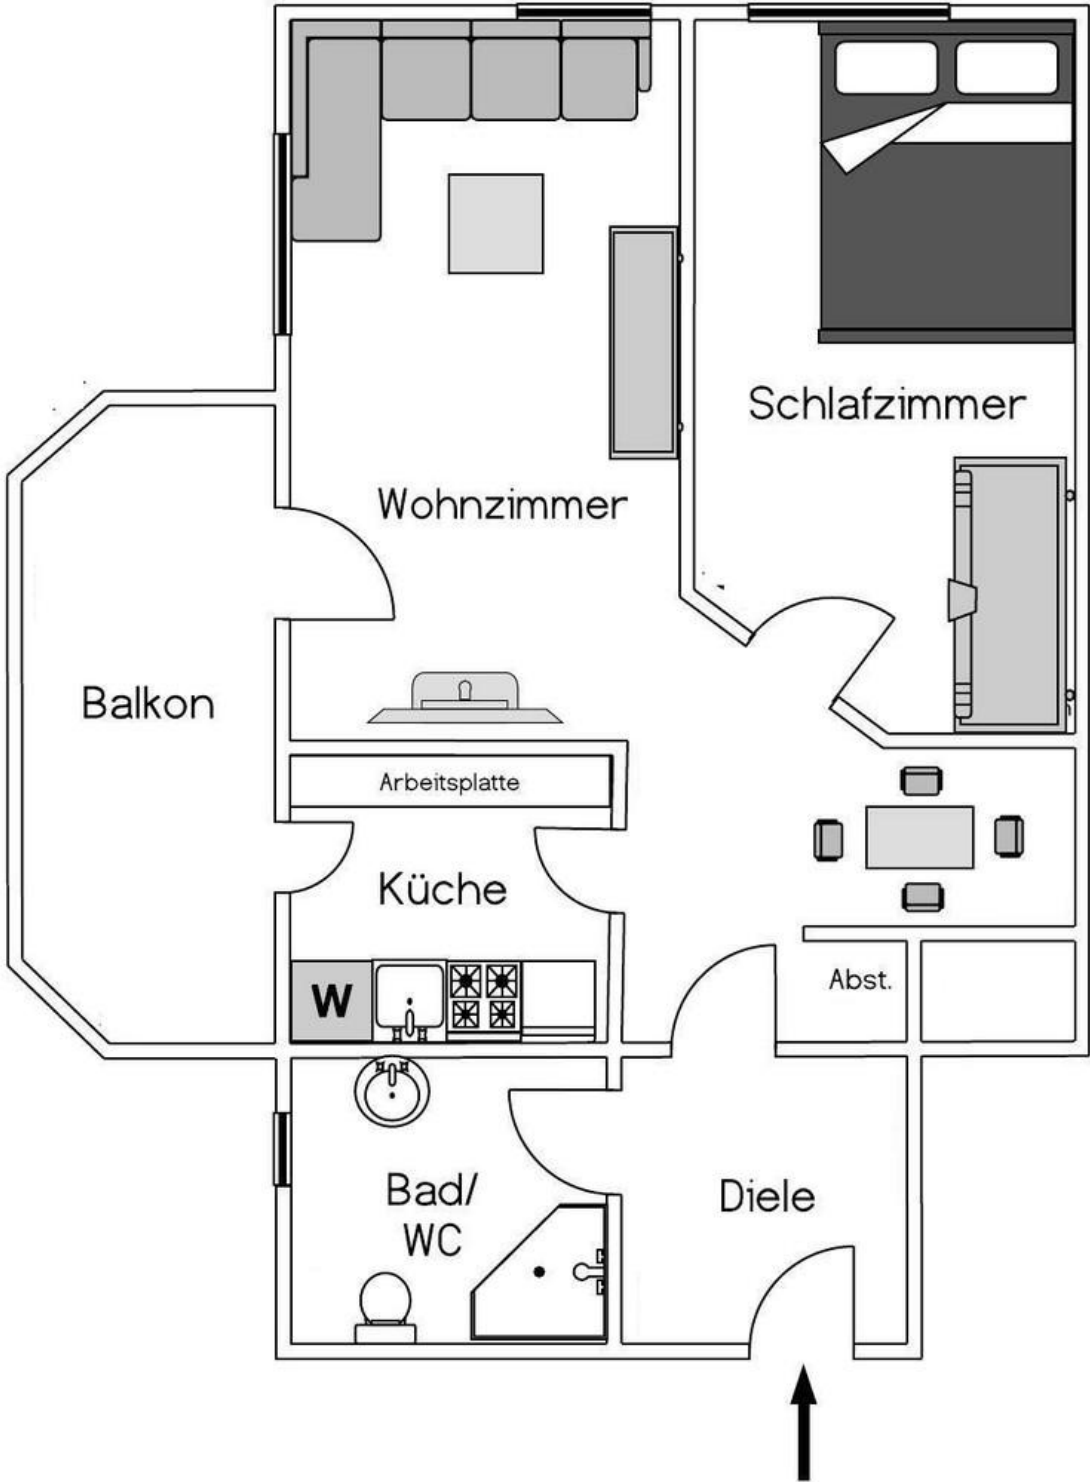 Schlafzimmer
Wohnzimmer
Balkon
Arbeitsplatte
Küche
Abst.
W
Bad/
WC
Diele